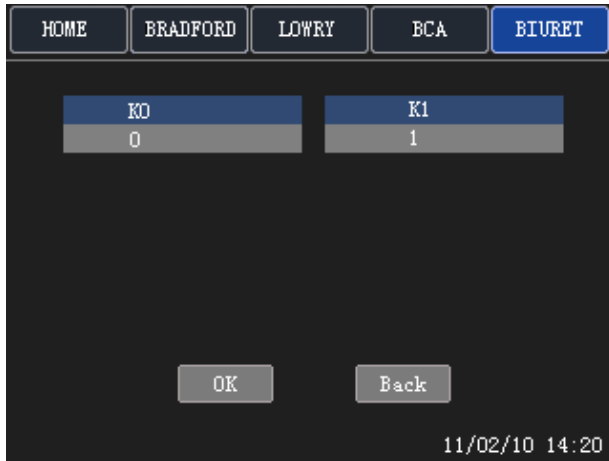 HOME BRADFORD LOWRY BCA BIURET
K0 K1
0 1
OK Back
11/02/10 14:20